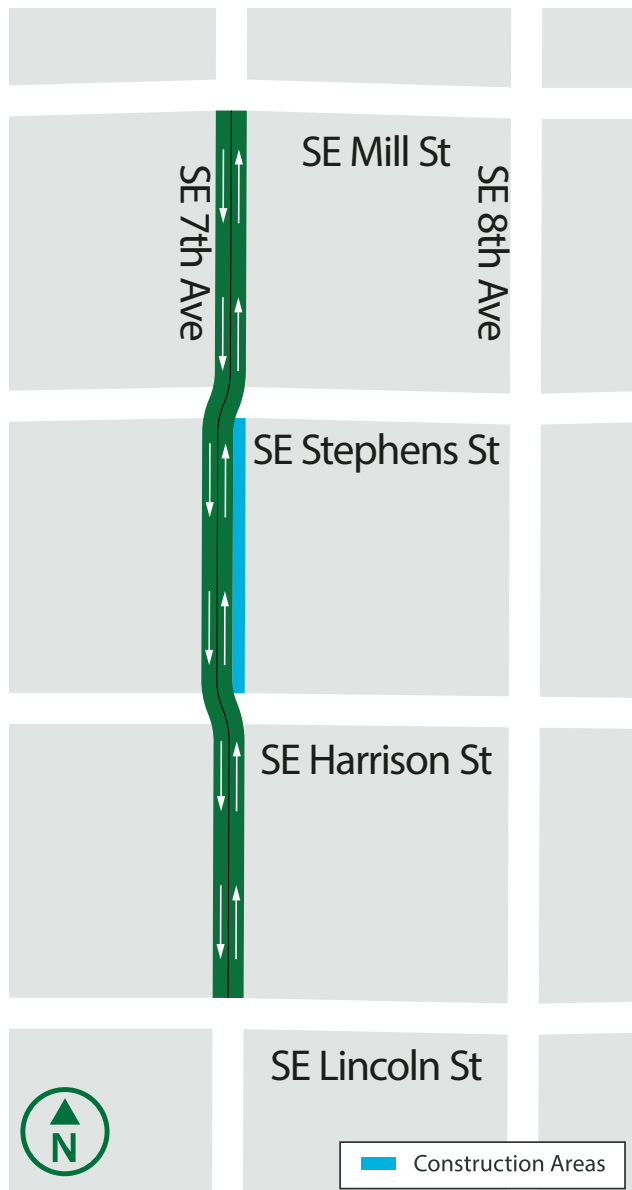 SE Mill St
SE 7th Ave
SE 8th Ave
SE Stephens St
SE Harrison St
SE Lincoln St
N
Construction Areas